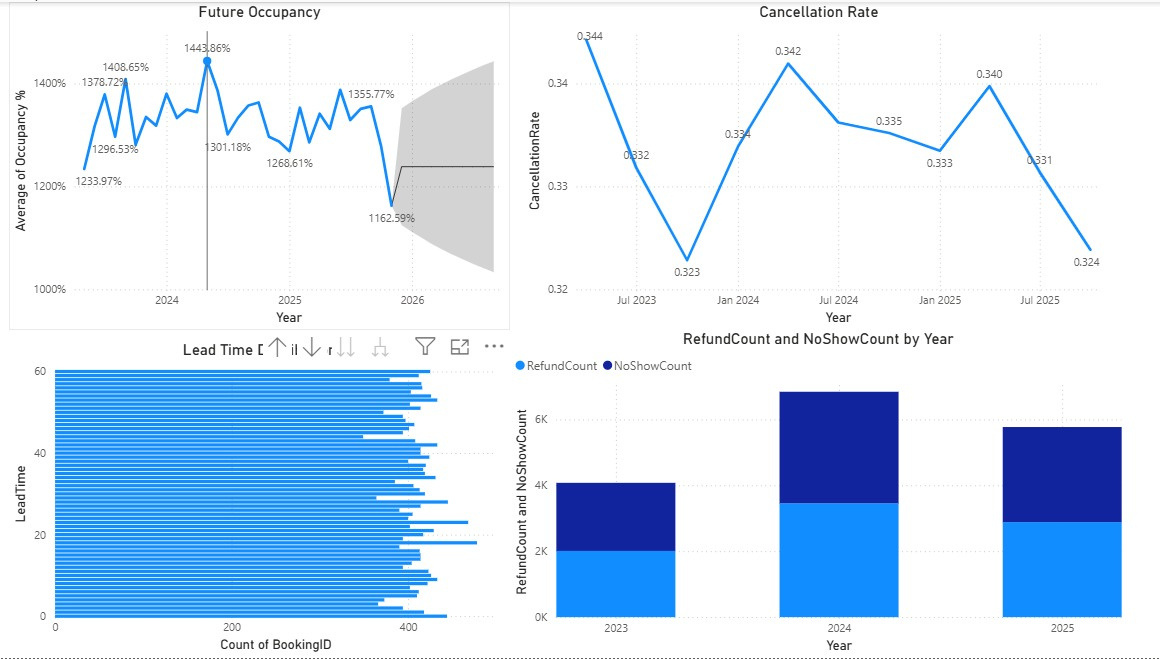 Future Occupancy
1443.86%
1408.65%
1378.72%
1400%
1355.77%
1296.53%
1301.18%
1268.61%
1233.97%
1200%
1162.59%
1000%
Average of Occupancy %
2024
2025
2026
Year
Cancellation Rate
0.344
0.342
0.340
0.34
0.334
0.335
0.332
0.333
0.331
0.33
0.323
0.324
0.32
CancellationRate
Jul 2023
Jan 2024
Jul 2024
Jan 2025
Jul 2025
Year
Lead Time
60
40
20
0
LeadTime
0
200
400
Count of BookingID
RefundCount and NoShowCount by Year
RefundCount
NoShowCount
6K
4K
2K
0K
RefundCount and NoShowCount
2023
2024
2025
Year